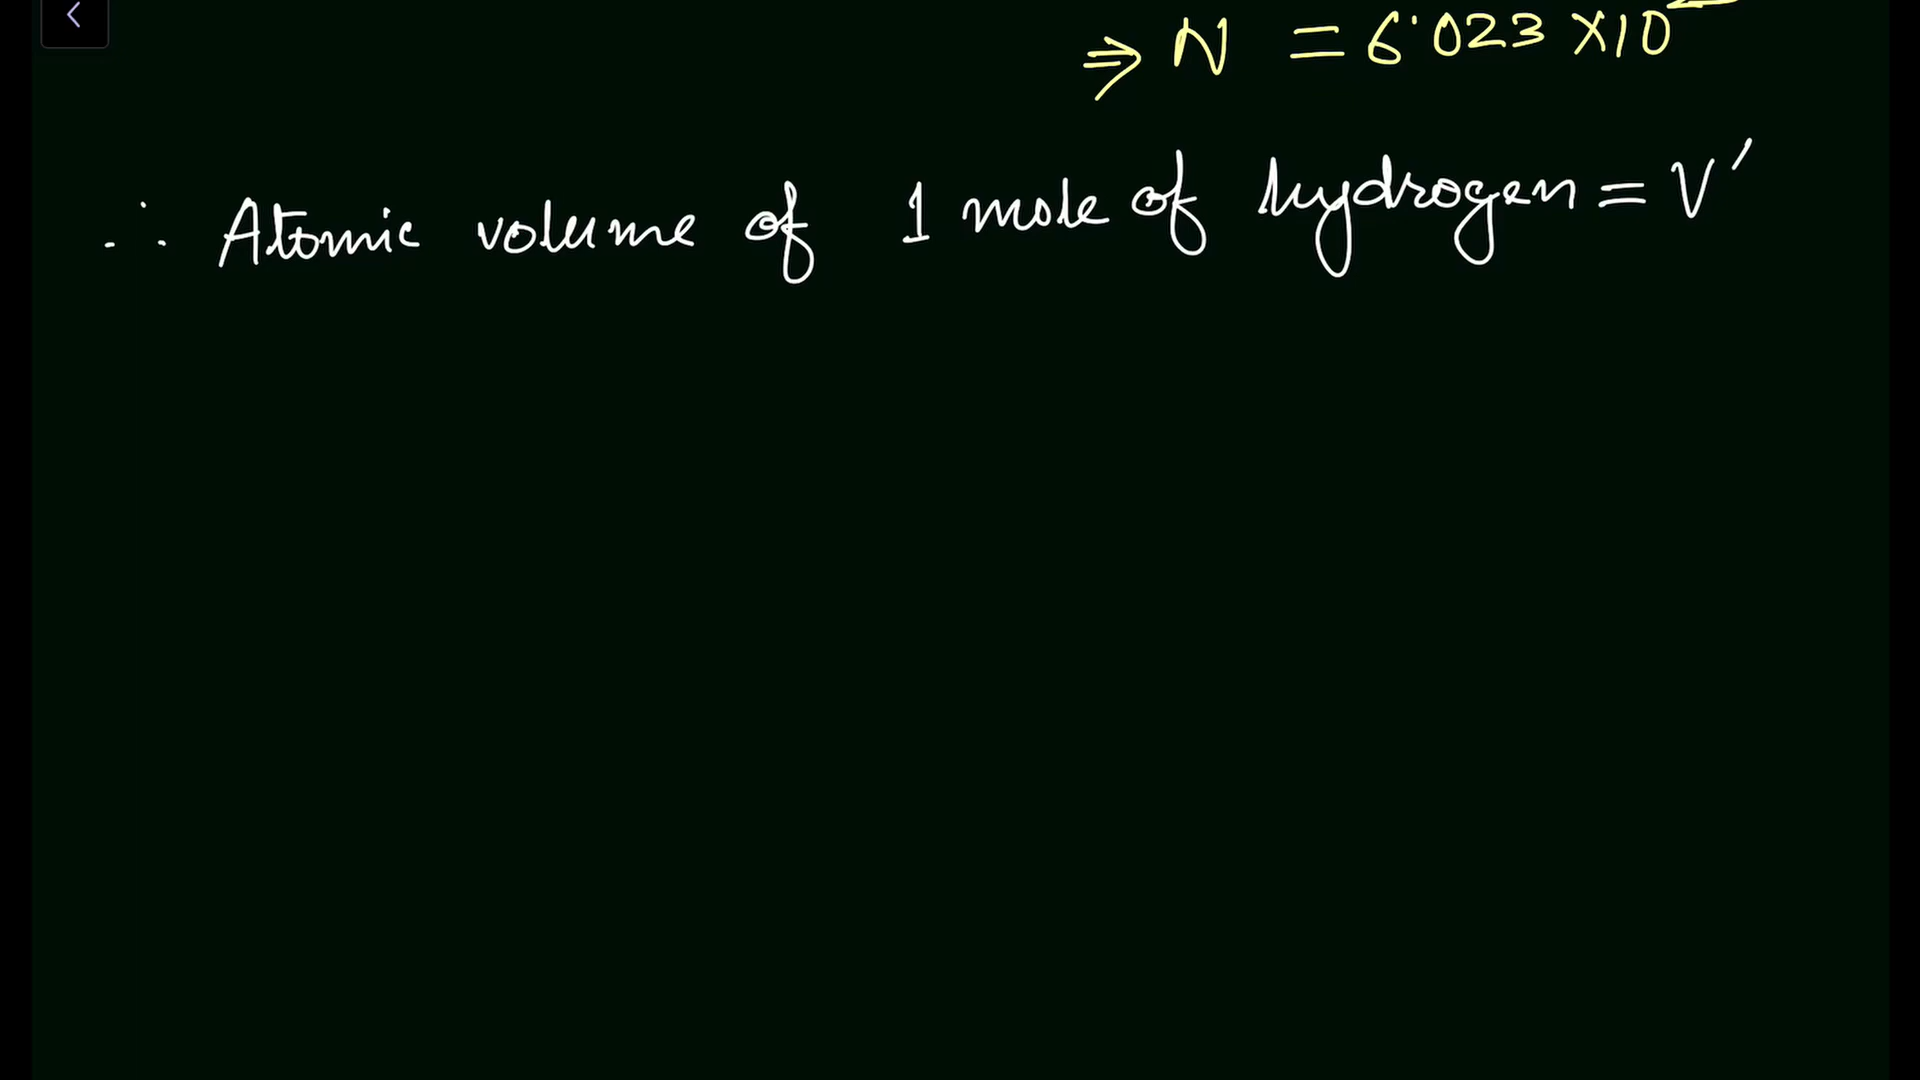 ⇒ N = 6.023 × 10
∴ Atomic volume of 1 mole of hydrogen = V'